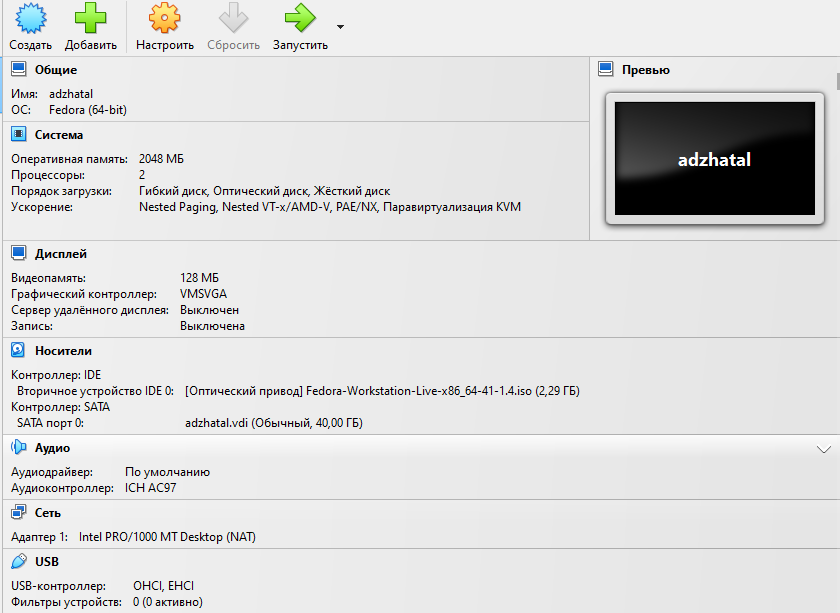 Создать Добавить Настроить Сбросить Запустить
Общие
Имя: adzhatal
ОС: Fedora (64-bit)
Превью
adzhatal
Система
Оперативная память: 2048 МБ
Процессоры: 2
Порядок загрузки: Гибкий диск, Оптический диск, Жёсткий диск
Ускорение: Nested Paging, Nested VT-x/AMD-V, PAE/NX, Паравиртуализация KVM
Дисплей
Видеопамять: 128 МБ
Графический контроллер: VMSVGA
Сервер удалённого дисплея: Выключен
Запись: Выключена
Носители
Контроллер: IDE
Вторичное устройство IDE 0: [Оптический привод] Fedora-Workstation-Live-x86_64-41-1.4.iso (2,29 ГБ)
Контроллер: SATA
SATA порт 0: adzhatal.vdi (Обычный, 40,00 ГБ)
Аудио
Аудиодрайвер: По умолчанию
Аудиоконтроллер: ICH AC97
Сеть
Адаптер 1: Intel PRO/1000 MT Desktop (NAT)
USB
USB-контроллер: OHCI, EHCI
Фильтры устройств: 0 (0 активно)